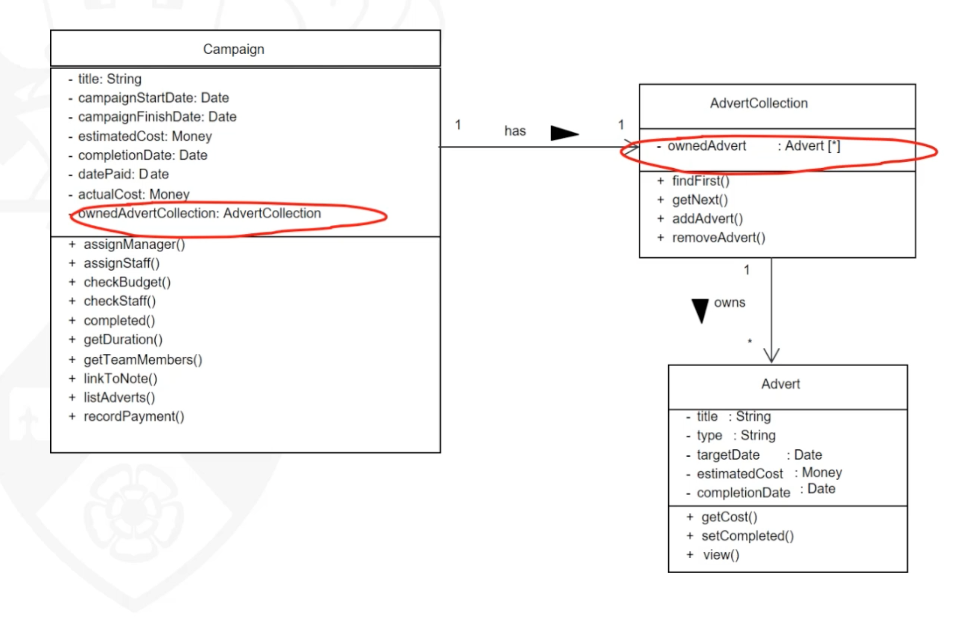 Campaign
- title: String
- campaignStartDate: Date
- campaignFinishDate: Date
- estimatedCost: Money
- completionDate: Date
- datePaid: Date
- actualCost: Money
- ownedAdvertCollection: AdvertCollection
+ assignManager()
+ assignStaff()
+ checkBudget()
+ checkStaff()
+ completed()
+ getDuration()
+ getTeamMembers()
+ linkToNote()
+ listAdverts()
+ recordPayment()
1 has 1
AdvertCollection
- ownedAdvert : Advert [*]
+ findFirst()
+ getNext()
+ addAdvert()
+ removeAdvert()
1
owns
*
Advert
- title : String
- type : String
- targetDate : Date
- estimatedCost : Money
- completionDate : Date
+ getCost()
+ setCompleted()
+ view()